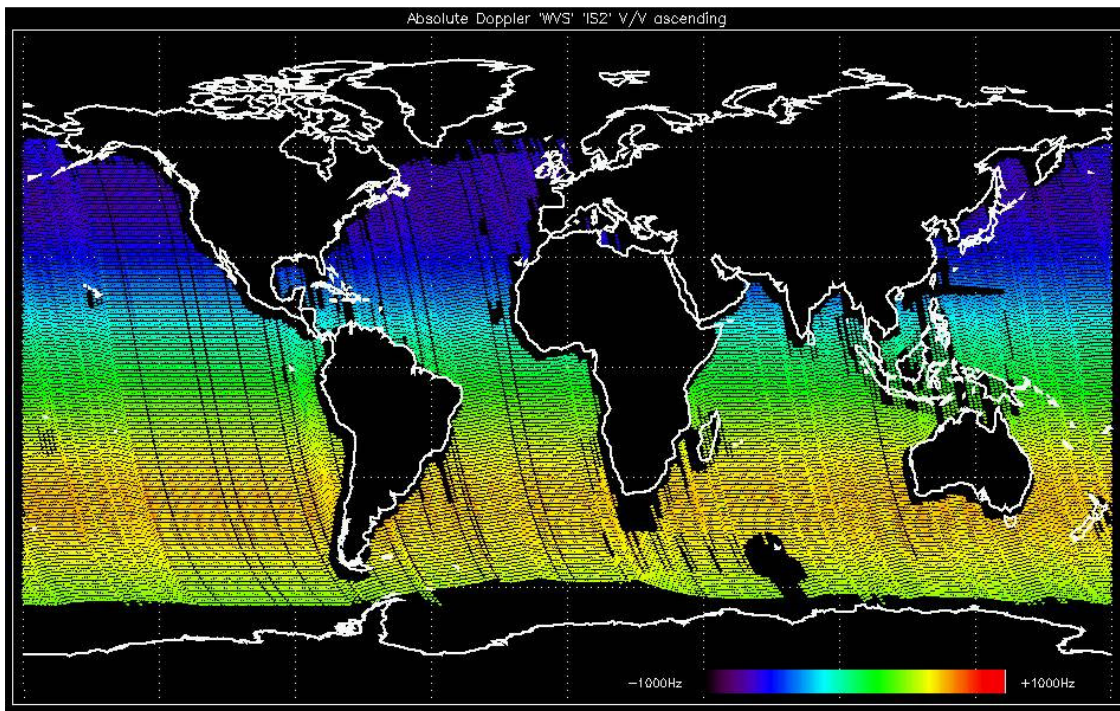 Absolute Doppler 'WVS' 'IS2' V/V ascending
-1000Hz
+1000Hz